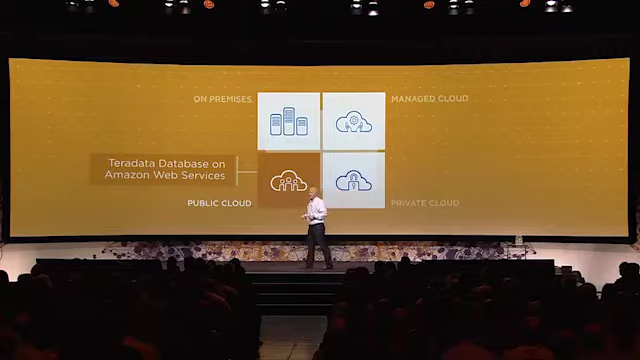 ON PREMISES
MANAGED CLOUD
Teradata Database on
Amazon Web Services
PUBLIC CLOUD
PRIVATE CLOUD